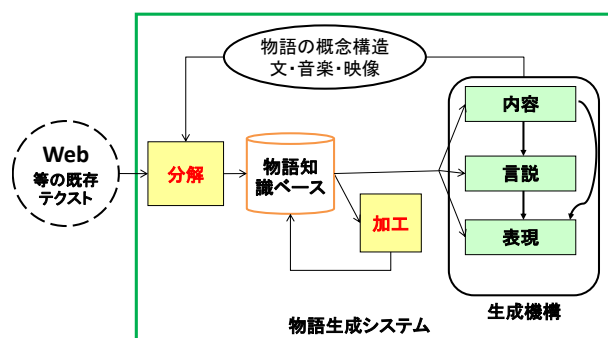 物語の概念構造
文・音楽・映像
Web
等の既存
テクスト
分解
物語知
識ベース
加工
内容
言説
表現
生成機構
物語生成システム